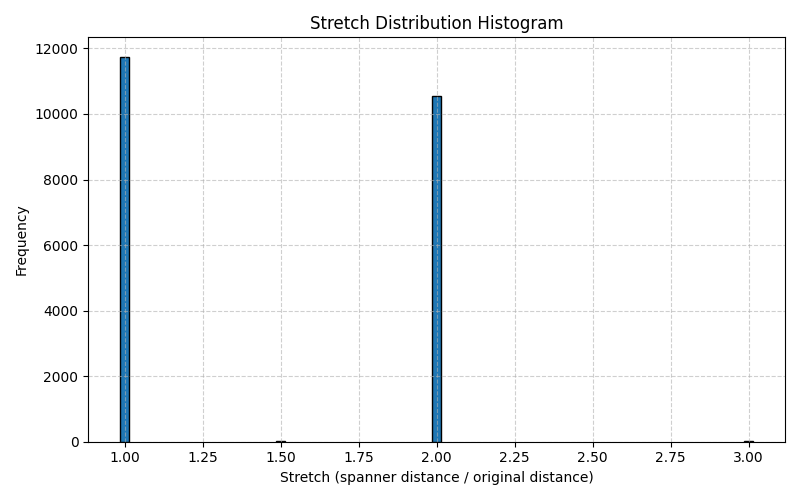 Stretch Distribution Histogram
12000
10000
8000
6000
4000
2000
0
Frequency
1.00 1.25 1.50 1.75 2.00 2.25 2.50 2.75 3.00
Stretch (spanner distance / original distance)